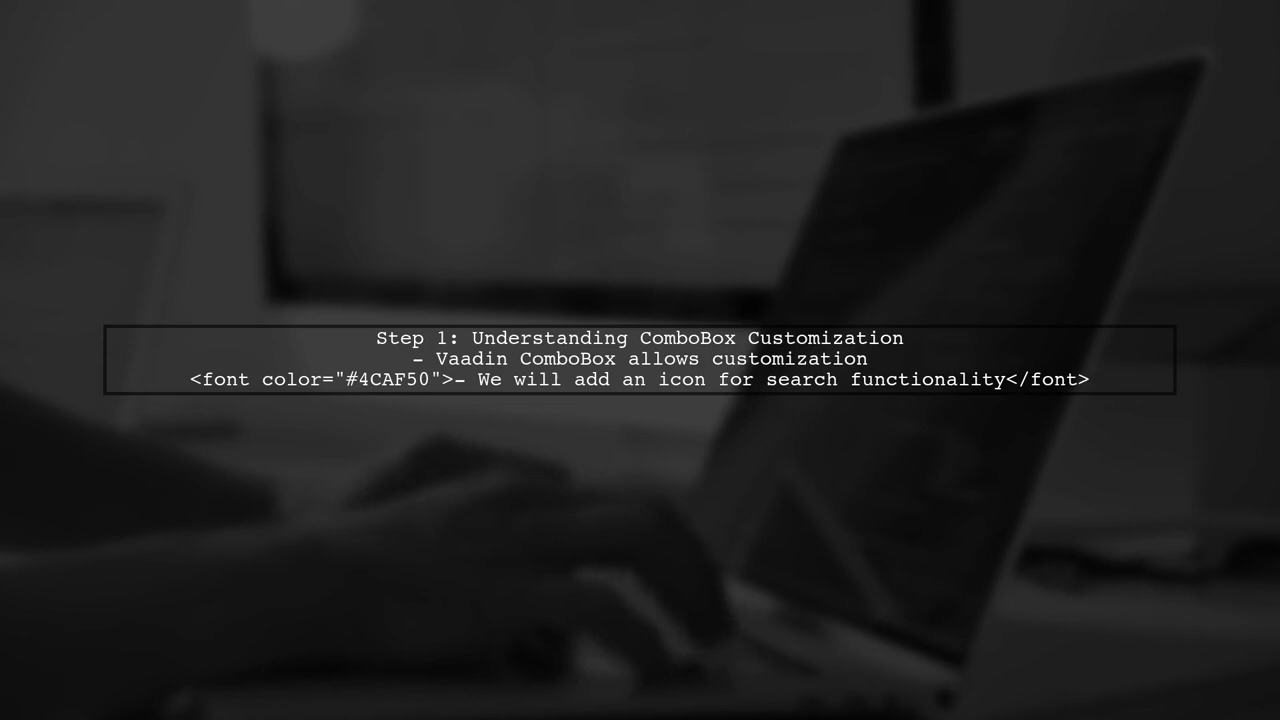 Step 1: Understanding ComboBox Customization
- Vaadin ComboBox allows customization
<font color="#4CAF50">- We will add an icon for search functionality</font>